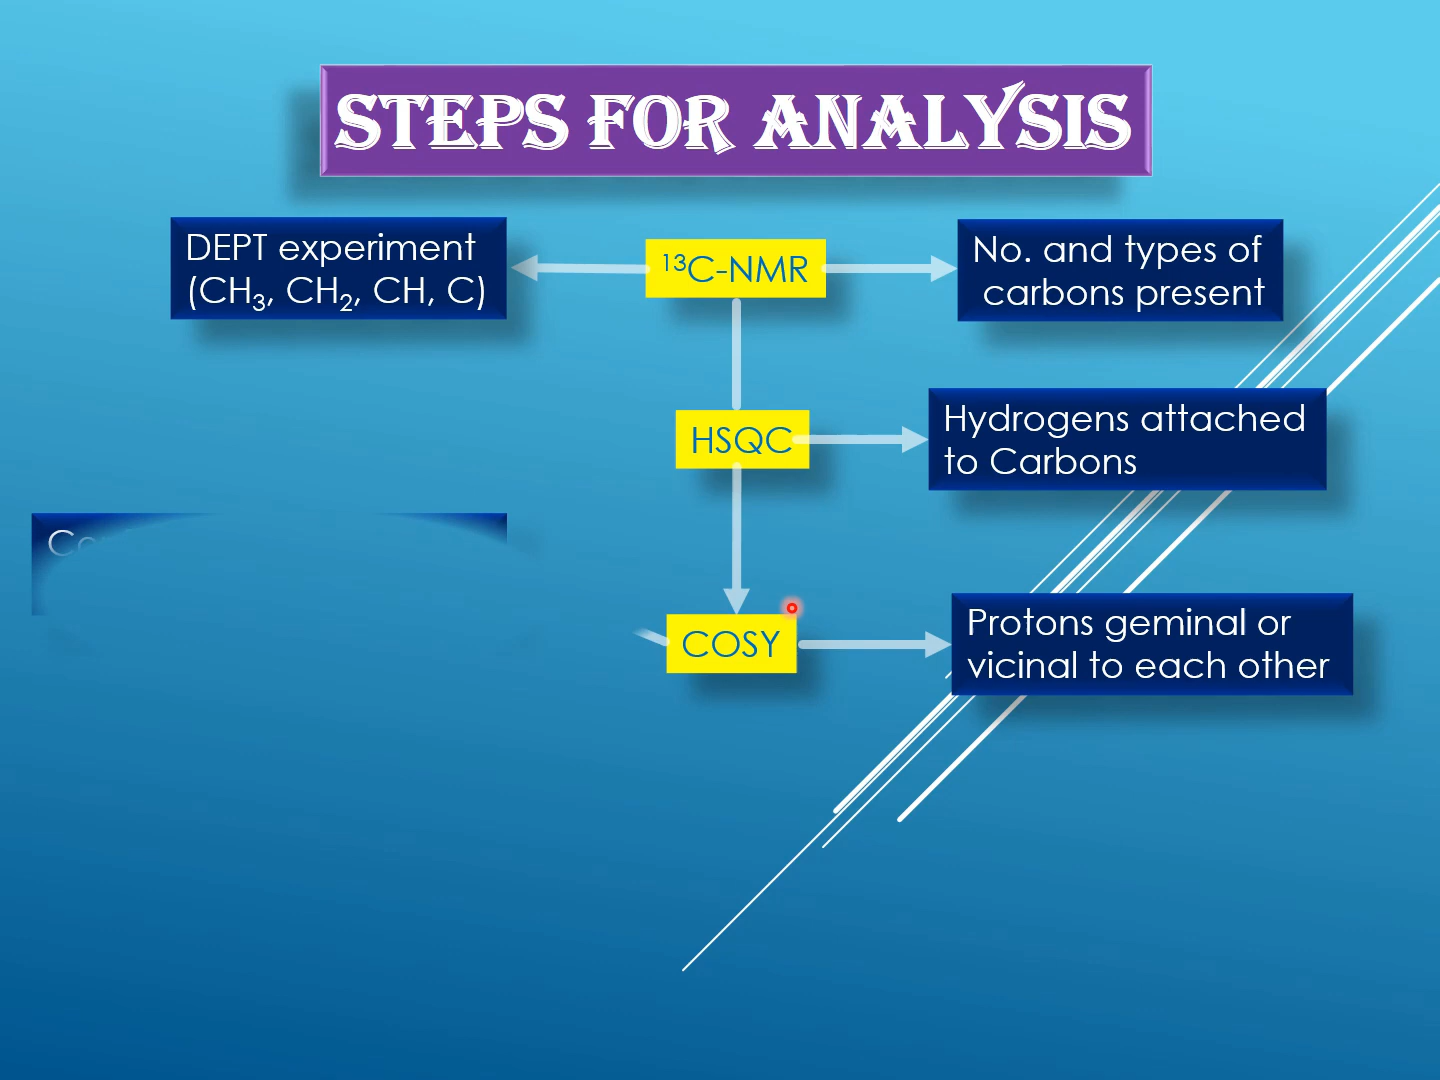 STEPS FOR ANALYSIS
DEPT experiment
(CH₃, CH₂, CH, C)
¹³C-NMR
No. and types of
carbons present
HSQC
Hydrogens attached
to Carbons
COSY
Protons geminal or
vicinal to each other